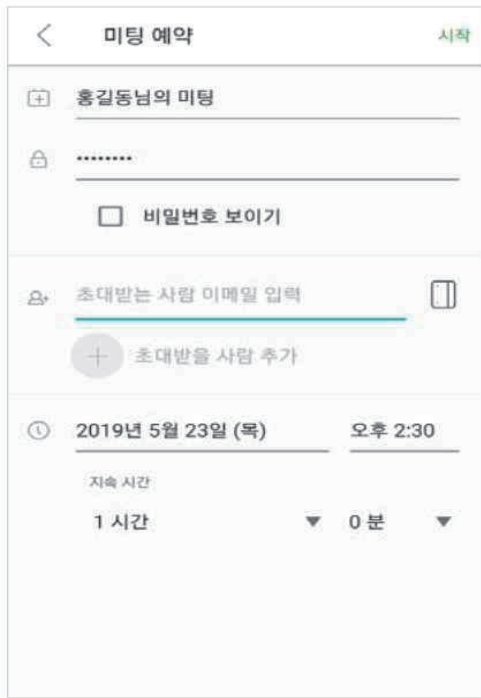 미팅 예약
시작
홍길동님의 미팅
••••••••
비밀번호 보이기
초대받는 사람 이메일 입력
초대받을 사람 추가
2019년 5월 23일 (목) 오후 2:30
지속 시간
1 시간 0 분